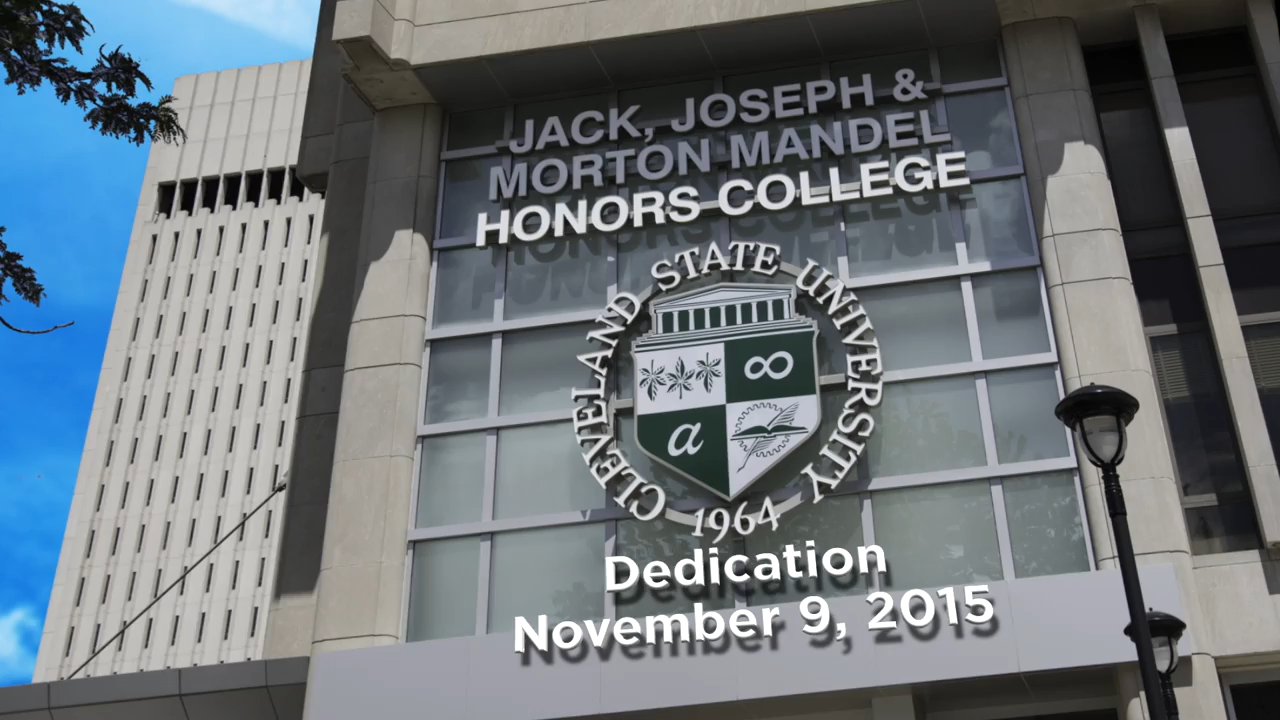 JACK, JOSEPH &
MORTON MANDEL
HONORS COLLEGE
CLEVELAND STATE UNIVERSITY
∞
a
1964
Dedication
November 9, 2015